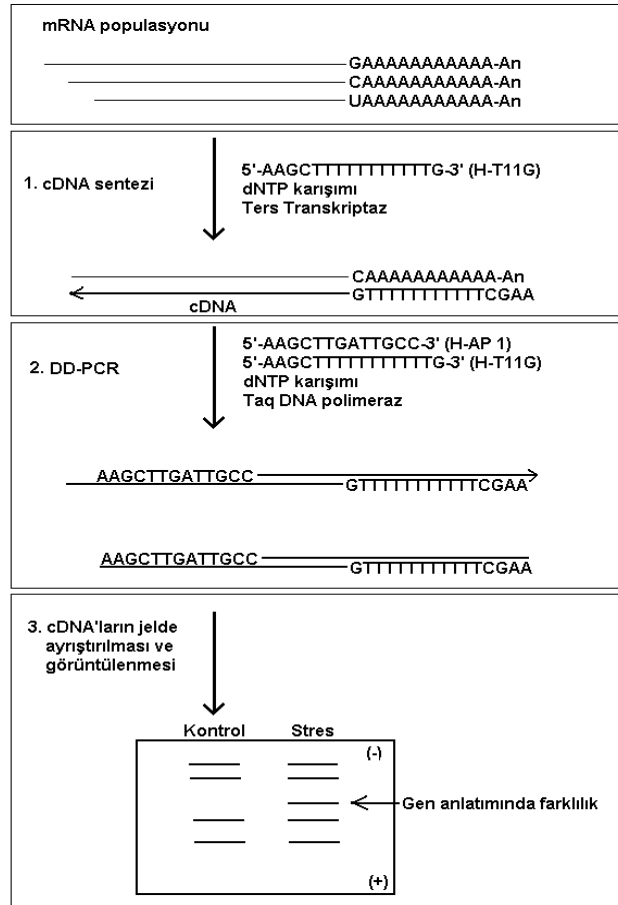 mRNA populasyonu
GAAAAAAAAAAA-An
CAAAAAAAAAAA-An
UAAAAAAAAAAA-An
1. cDNA sentezi
5'-AAGCTTTTTTTTTTTG-3' (H-T11G)
dNTP karışımı
Ters Transkriptaz
CAAAAAAAAAAA-An
GTTTTTTTTTTTCGAA
cDNA
2. DD-PCR
5'-AAGCTTGATTGCC-3' (H-AP 1)
5'-AAGCTTTTTTTTTTTG-3' (H-T11G)
dNTP karışımı
Taq DNA polimeraz
AAGCTTGATTGCC
GTTTTTTTTTTTCGAA
AAGCTTGATTGCC
GTTTTTTTTTTTCGAA
3. cDNA'ların jelde
ayrıştırılması ve
görüntülenmesi
Kontrol Stres
(-)
Gen anlatımında farklılık
(+)